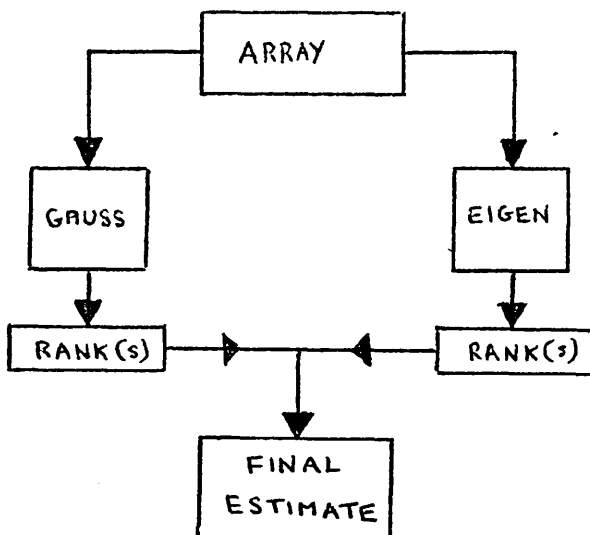 ARRAY
GAUSS
EIGEN
RANK(S)
RANK(S)
FINAL
ESTIMATE